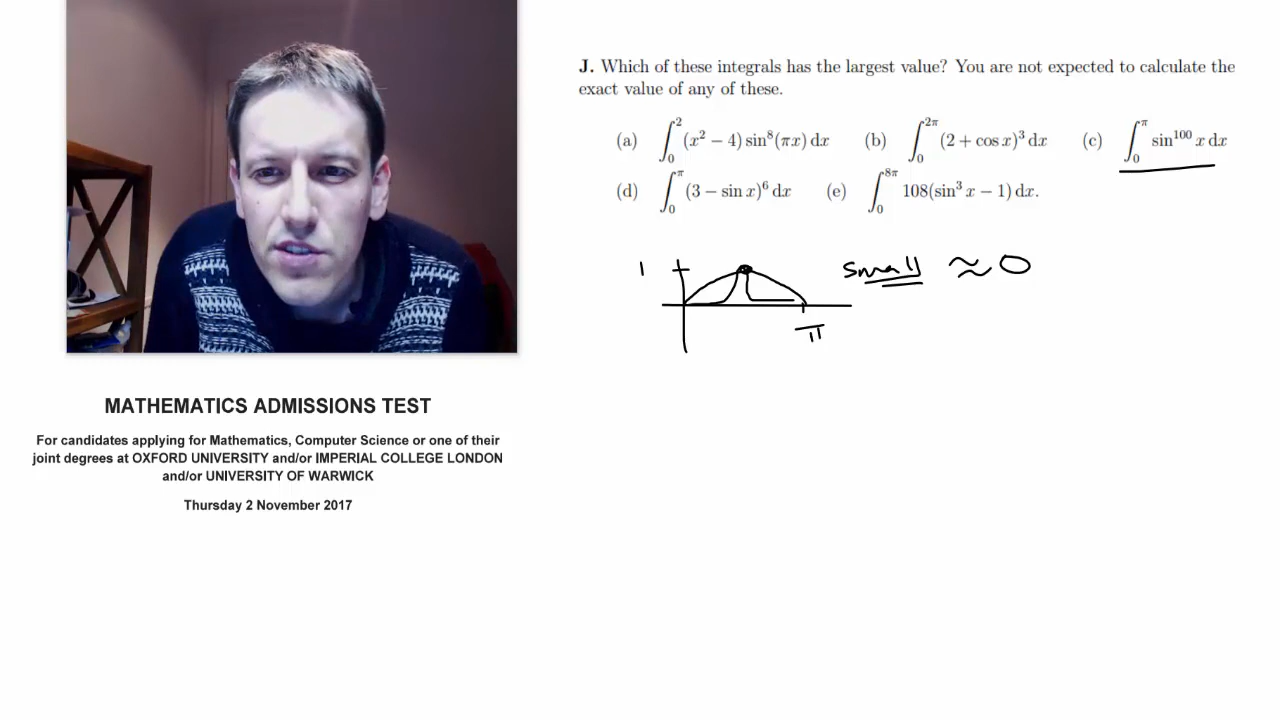 J. Which of these integrals has the largest value? You are not expected to calculate the
exact value of any of these.
(a) ∫₀² (x² − 4) sin⁸(πx) dx (b) ∫₀^{2π} (2 + cos x)³ dx (c) ∫₀^π sin¹⁰⁰ x dx
(d) ∫₀^π (3 − sin x)⁶ dx (e) ∫₀^{8π} 108(sin³ x − 1) dx.
1
small ≈ 0
π
MATHEMATICS ADMISSIONS TEST
For candidates applying for Mathematics, Computer Science or one of their
joint degrees at OXFORD UNIVERSITY and/or IMPERIAL COLLEGE LONDON
and/or UNIVERSITY OF WARWICK
Thursday 2 November 2017